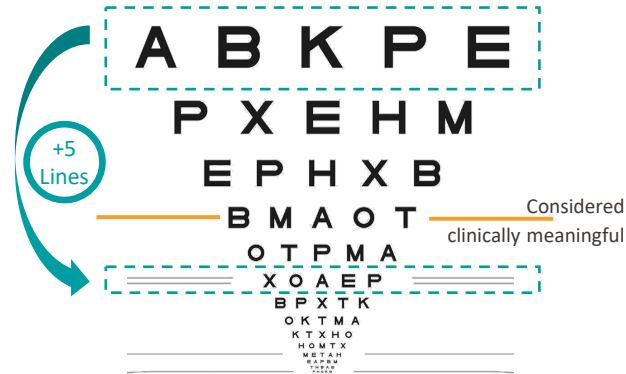 A B K P E
P X E H M
+5
Lines
E P H X B
B M A O T
Considered
clinically meaningful
O T P M A
X O A E P
B P X T K
O K T M A
K T X H O
H O M T X
M E T A H
E A P B M